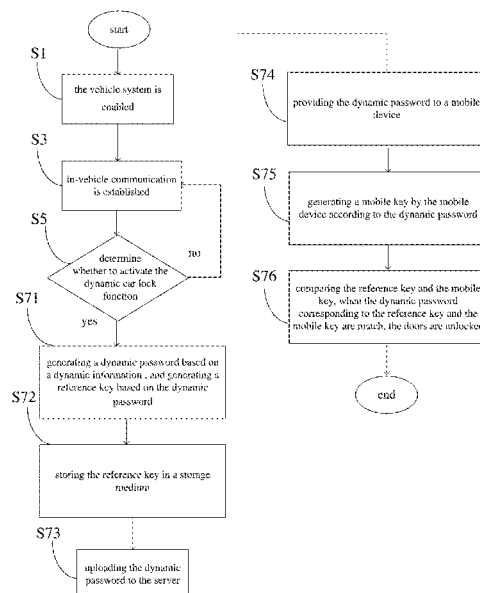 start
S1
the vehicle system is
enabled
S3
in-vehicle communication
is established
S5
determine
whether to activate the
dynamic car lock
function
no
yes
S71
generating a dynamic password based on
a dynamic information , and generating a
reference key based on the dynamic
password
S72
storing the reference key in a storage
medium
S73
uploading the dynamic
password to the server
S74
providing the dynamic password to a mobile
device
S75
generating a mobile key by the mobile
device according to the dynamic password
S76
comparing the reference key and the mobile
key, when the dynamic password
corresponding to the reference key and the
mobile key are match, the doors are unlocked
end